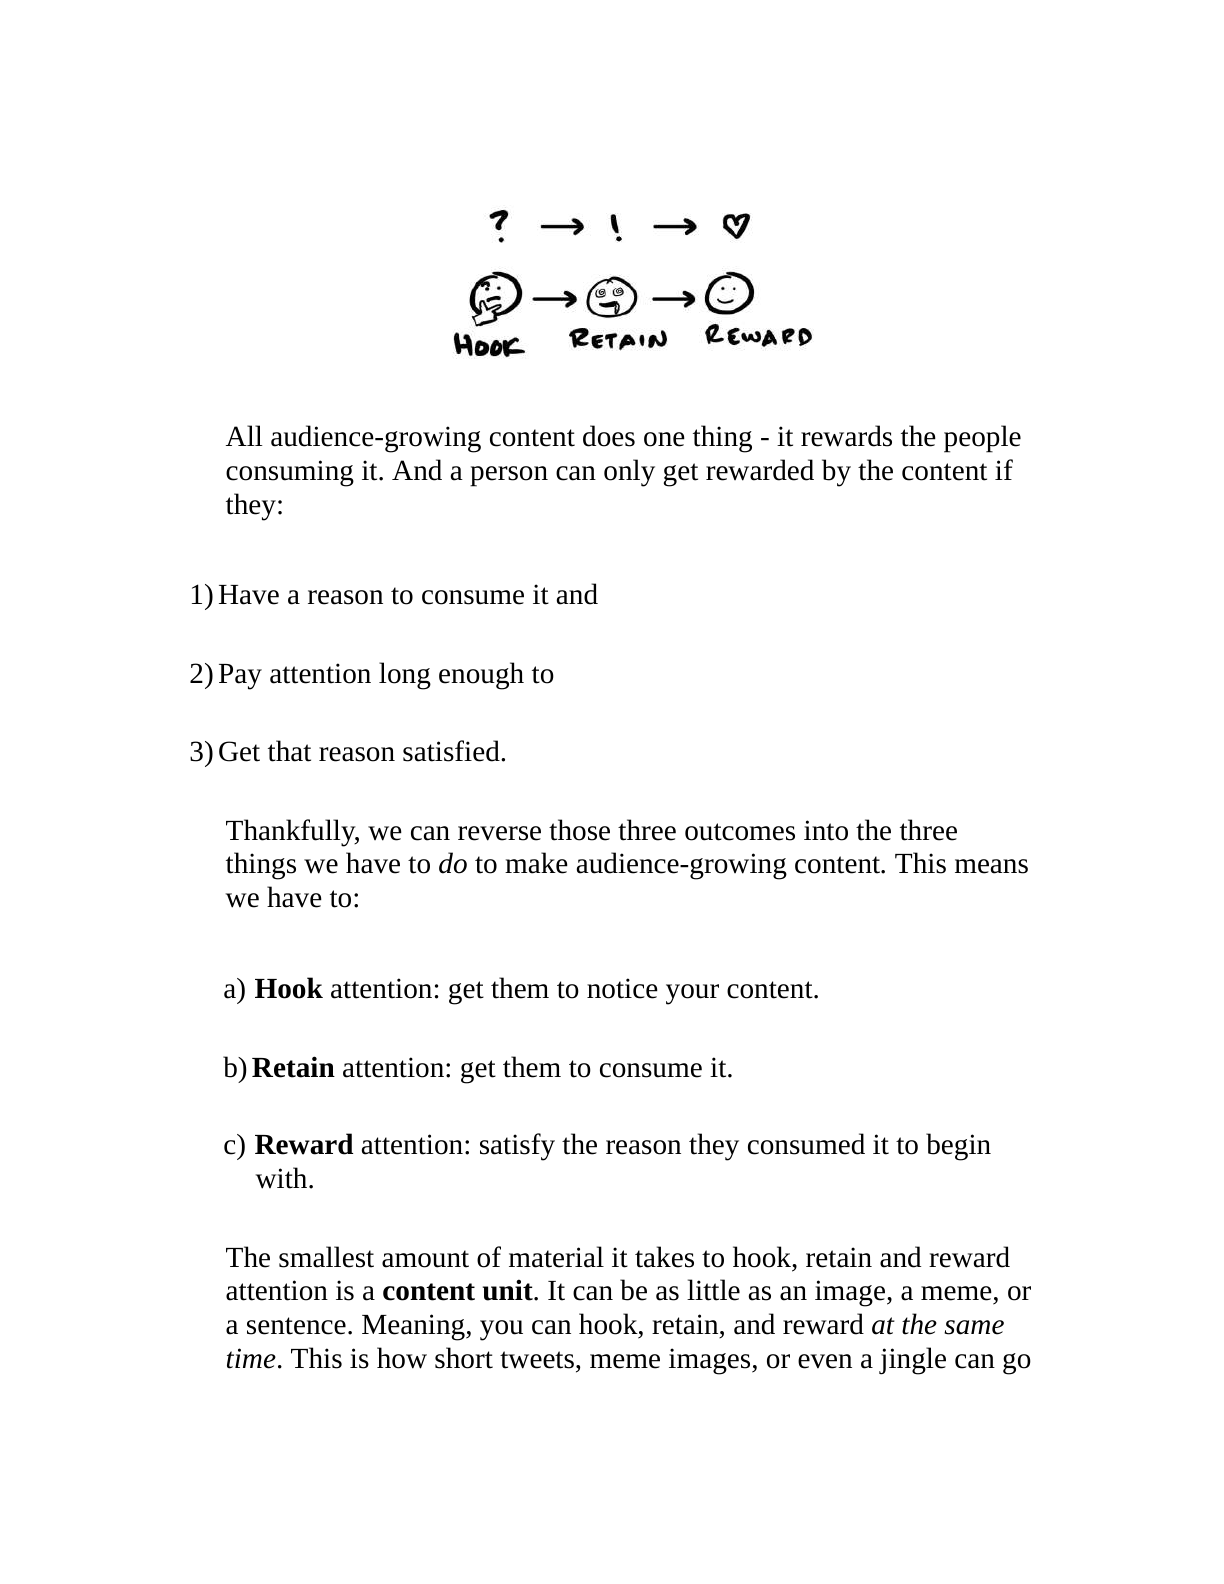 ? → ! → ♡
HOOK RETAIN REWARD
All audience-growing content does one thing - it rewards the people
consuming it. And a person can only get rewarded by the content if
they:
1) Have a reason to consume it and
2) Pay attention long enough to
3) Get that reason satisfied.
Thankfully, we can reverse those three outcomes into the three
things we have to do to make audience-growing content. This means
we have to:
a) Hook attention: get them to notice your content.
b) Retain attention: get them to consume it.
c) Reward attention: satisfy the reason they consumed it to begin
with.
The smallest amount of material it takes to hook, retain and reward
attention is a content unit. It can be as little as an image, a meme, or
a sentence. Meaning, you can hook, retain, and reward at the same
time. This is how short tweets, meme images, or even a jingle can go